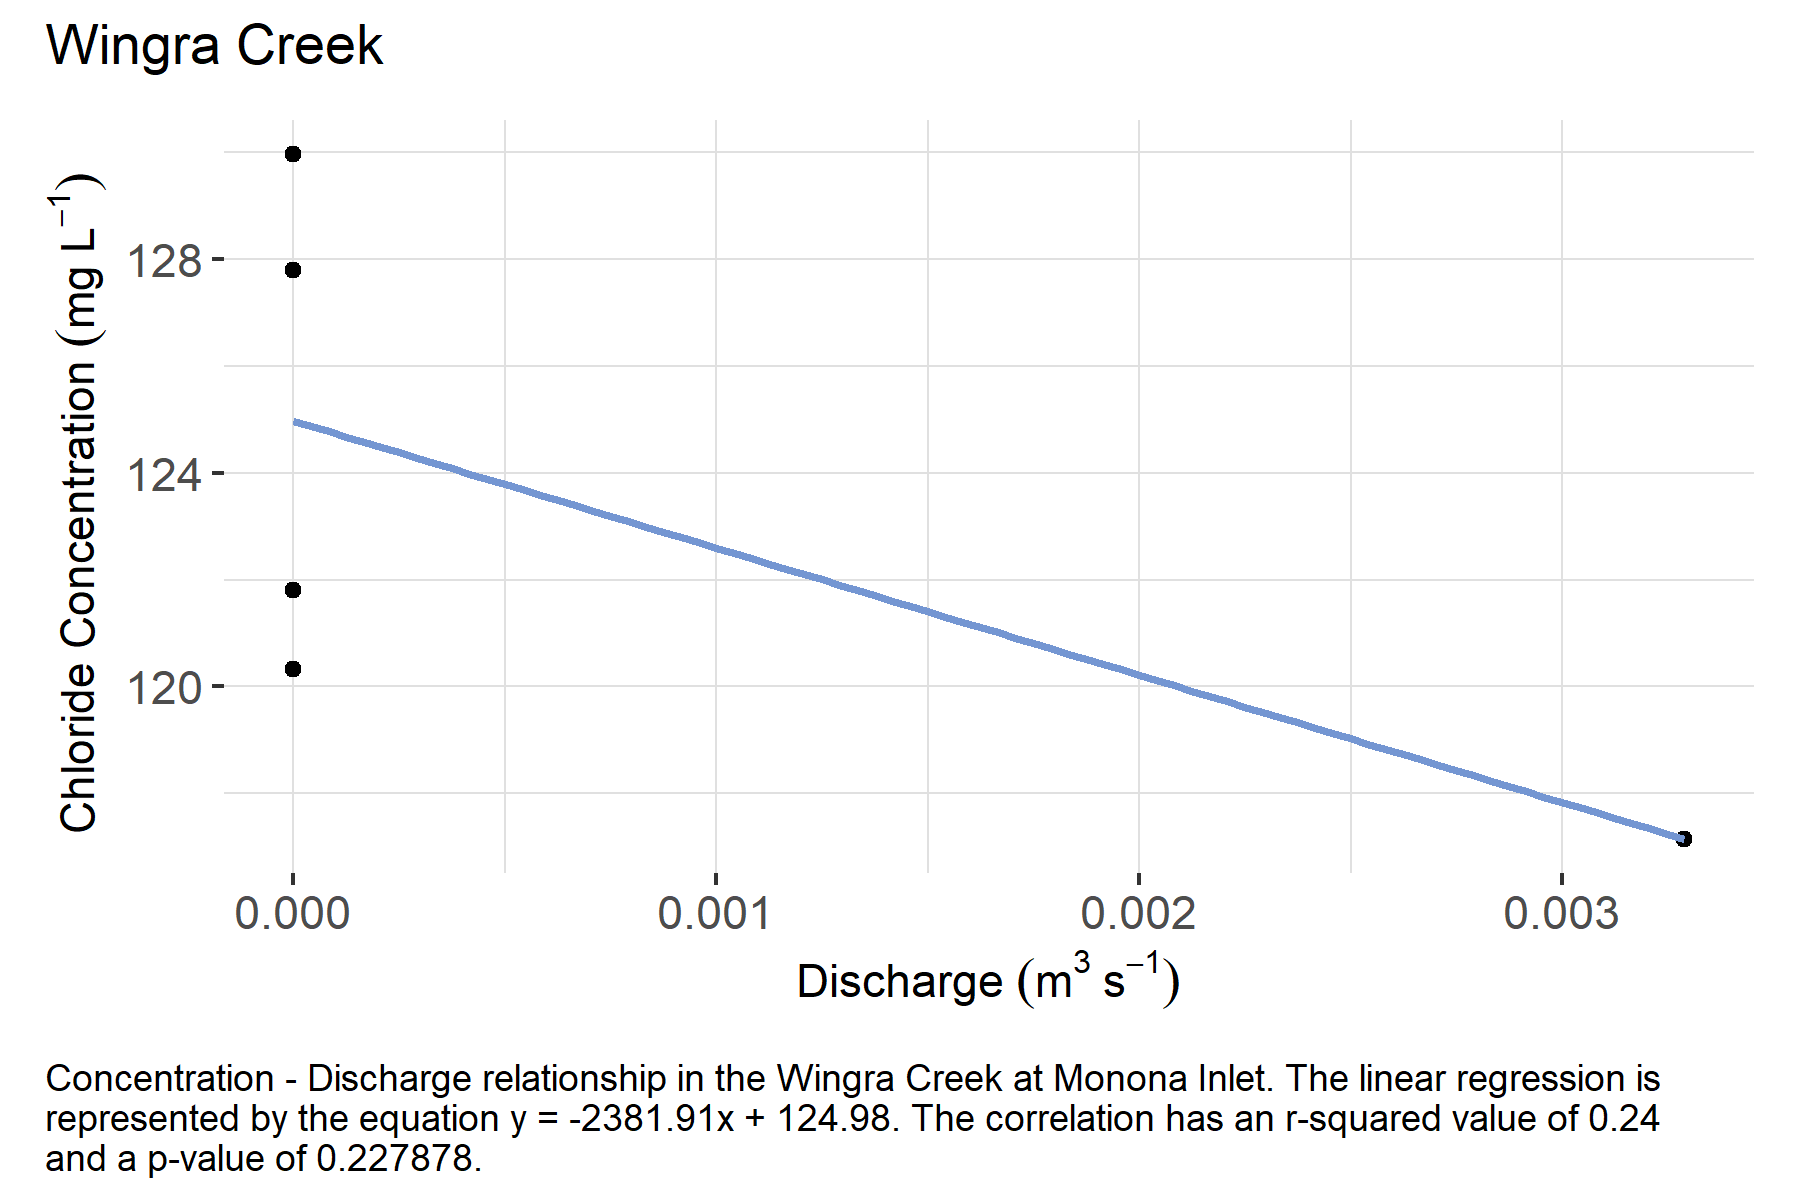 Wingra Creek
Chloride Concentration (mg L⁻¹)
128
124
120
0.000 0.001 0.002 0.003
Discharge (m³ s⁻¹)
Concentration - Discharge relationship in the Wingra Creek at Monona Inlet. The linear regression is
represented by the equation y = -2381.91x + 124.98. The correlation has an r-squared value of 0.24
and a p-value of 0.227878.